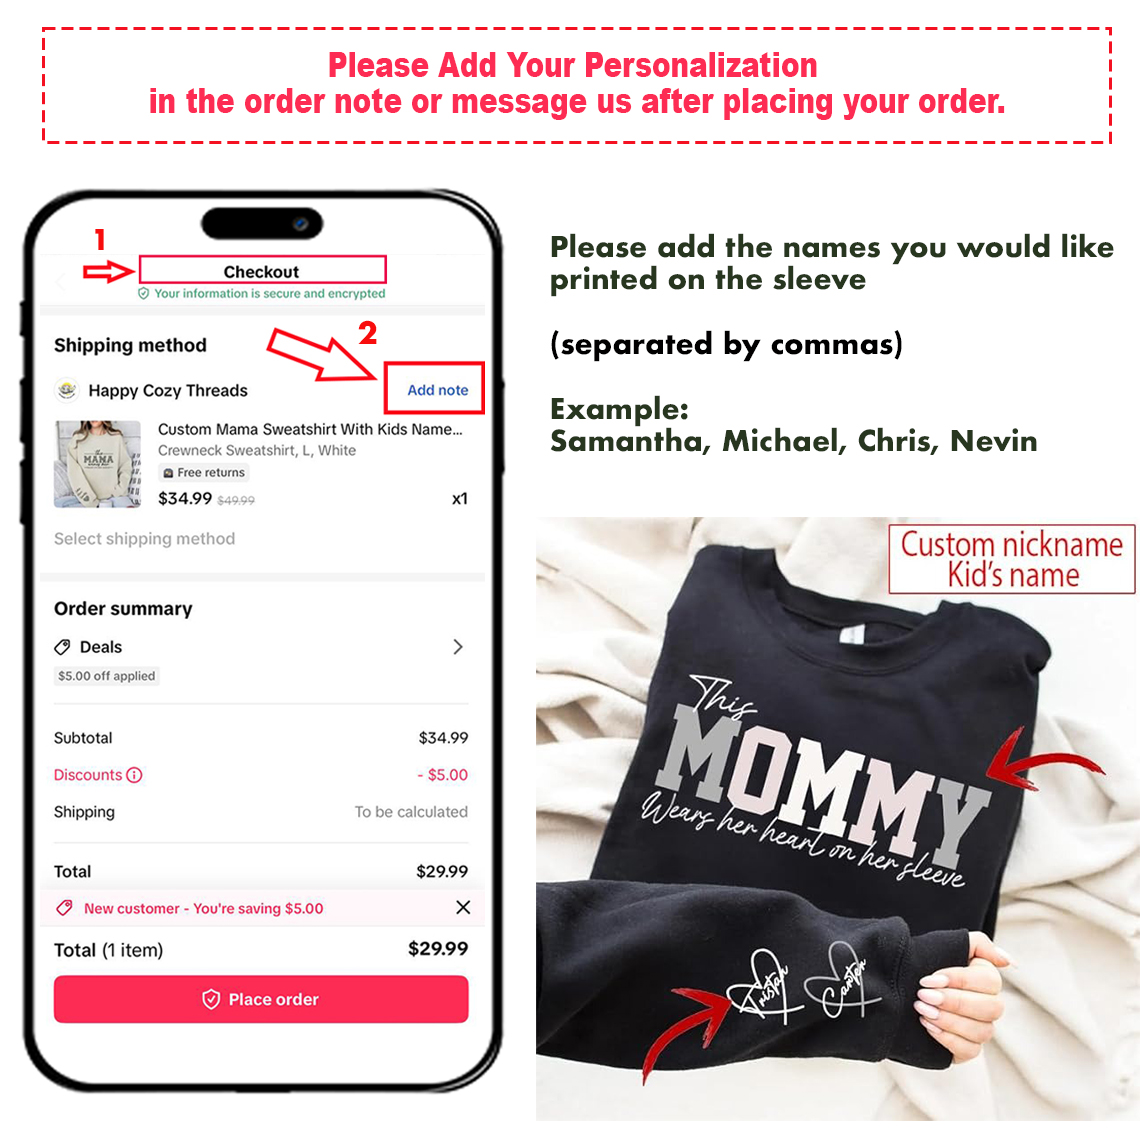 Please Add Your Personalization
in the order note or message us after placing your order.
1
Checkout
Your information is secure and encrypted
2
Shipping method
Happy Cozy Threads
Add note
Custom Mama Sweatshirt With Kids Name...
Crewneck Sweatshirt, L, White
Free returns
$34.99 $49.99
x1
MAMA
Select shipping method
Order summary
Deals
$5.00 off applied
Subtotal
$34.99
Discounts
- $5.00
Shipping
To be calculated
Total
$29.99
New customer - You're saving $5.00
Total (1 item)
$29.99
Place order
Please add the names you would like
printed on the sleeve
(separated by commas)
Example:
Samantha, Michael, Chris, Nevin
Custom nickname
Kid's name
This
MOMMY
Wears her heart on her sleeve
Tristan
Carter